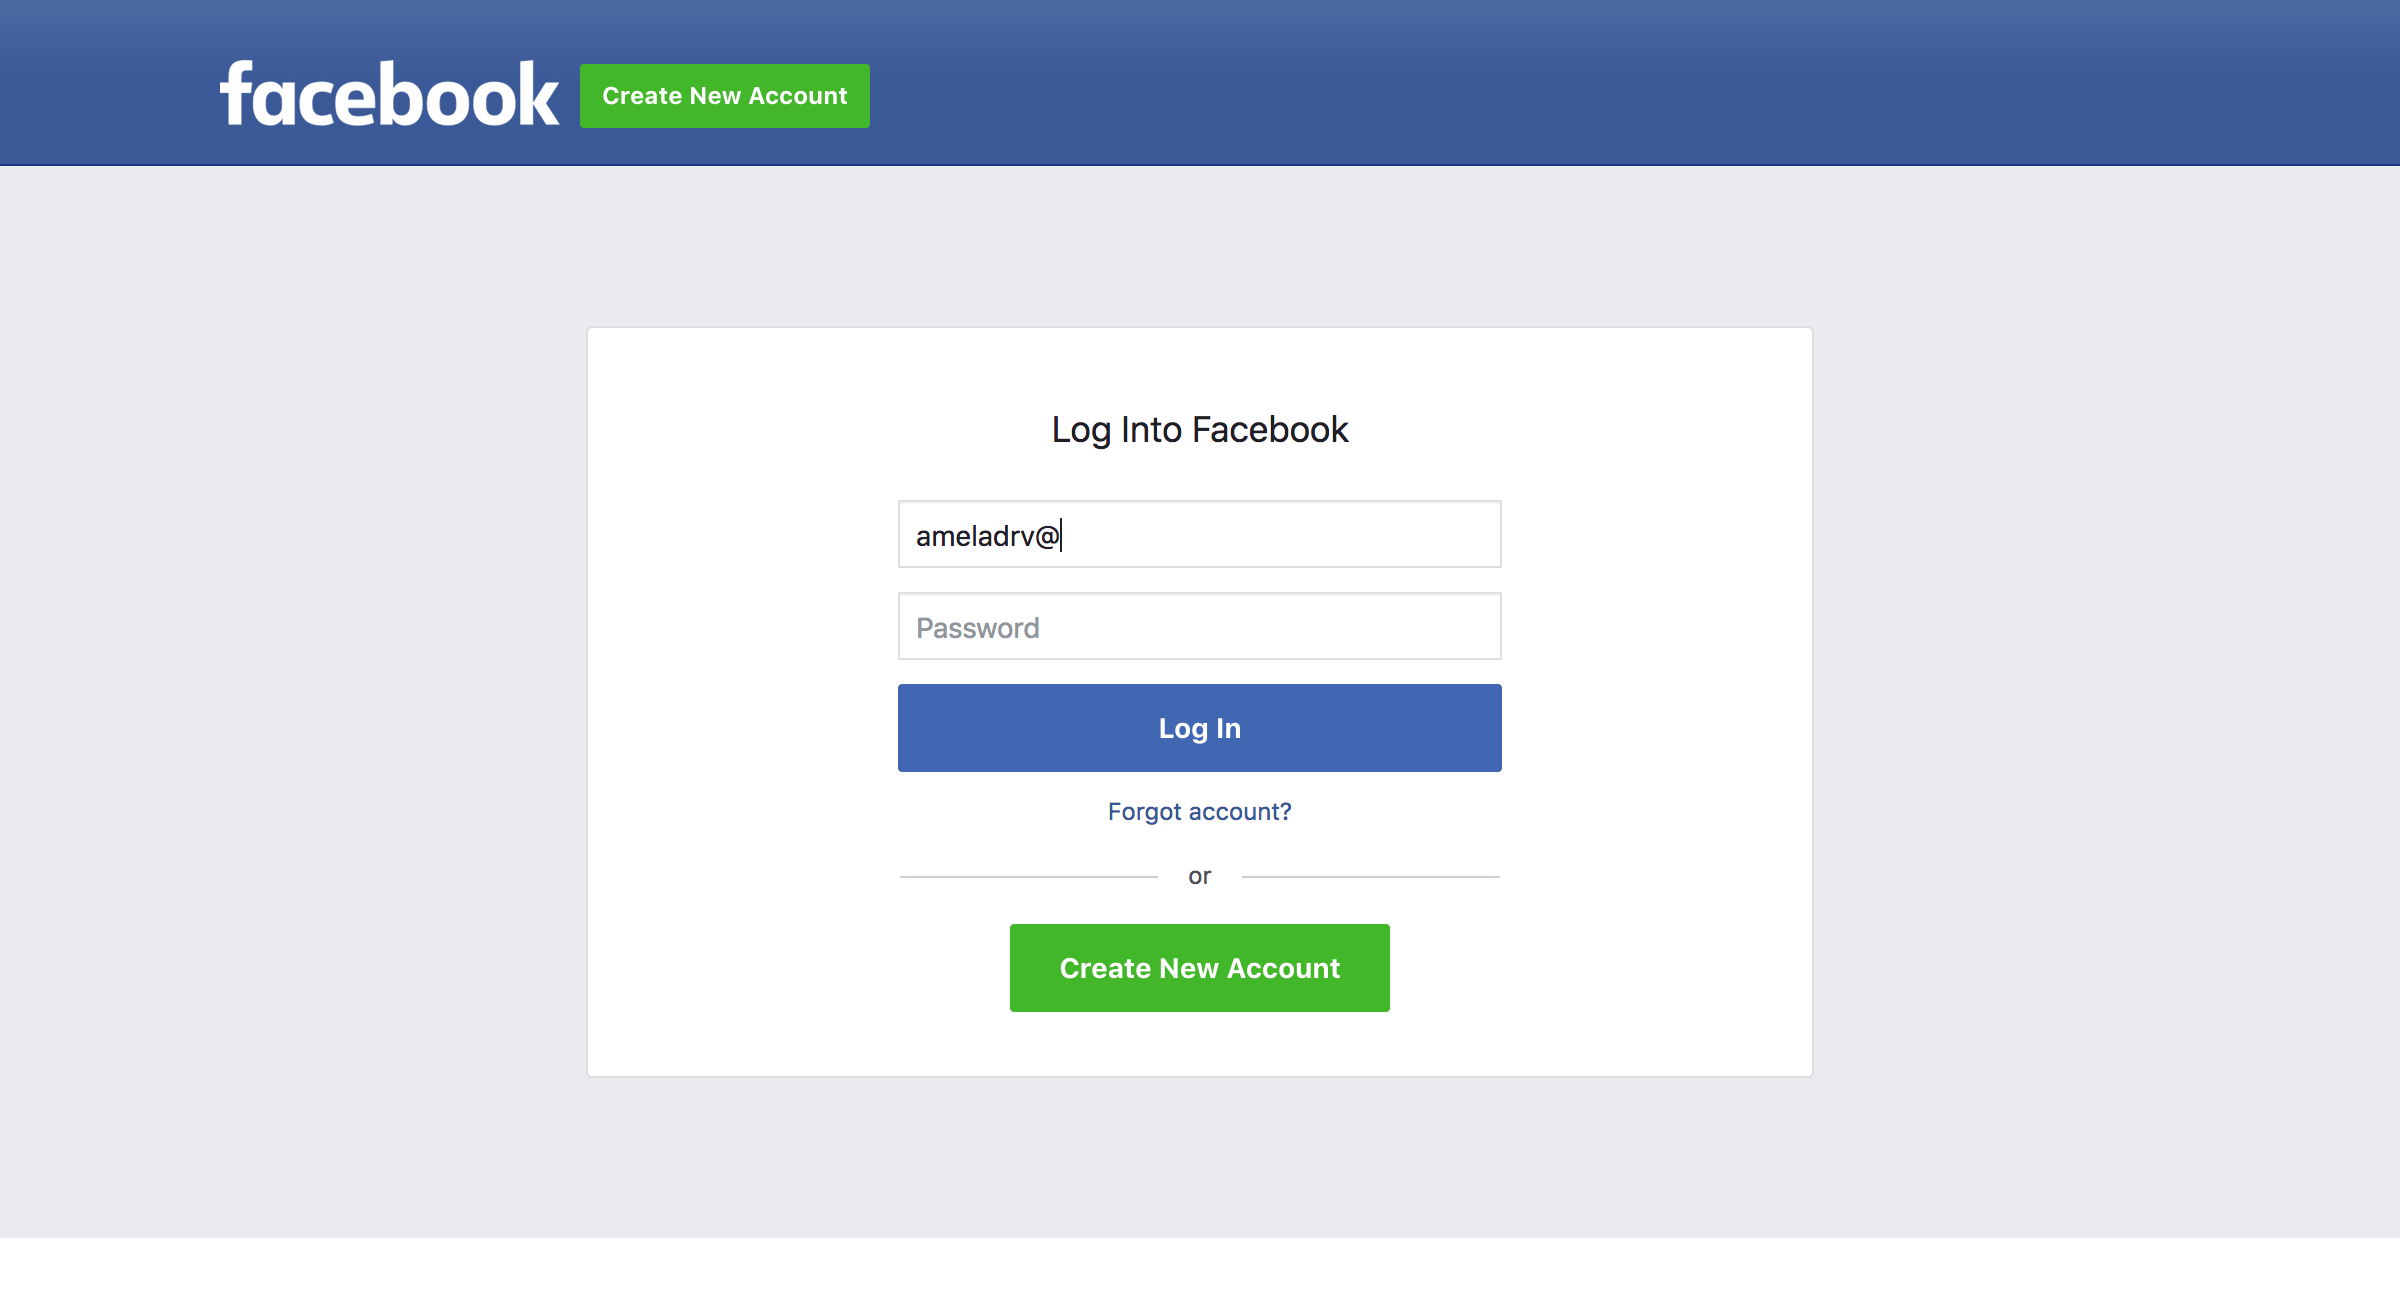 facebook Create New Account
Log Into Facebook
ameladrv@
Password
Log In
Forgot account?
or
Create New Account